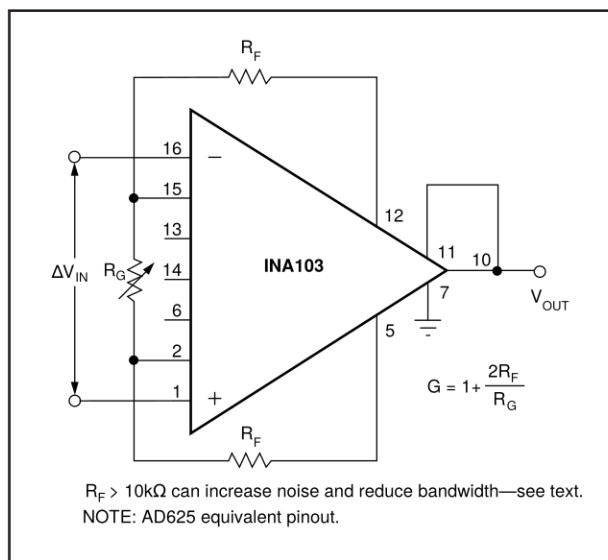 RF
16
−
15
12
13
11
10
INA103
ΔVIN
RG
14
7
VOUT
6
5
2
G = 1+ 2RF / RG
1
+
RF
RF > 10kΩ can increase noise and reduce bandwidth—see text.
NOTE: AD625 equivalent pinout.